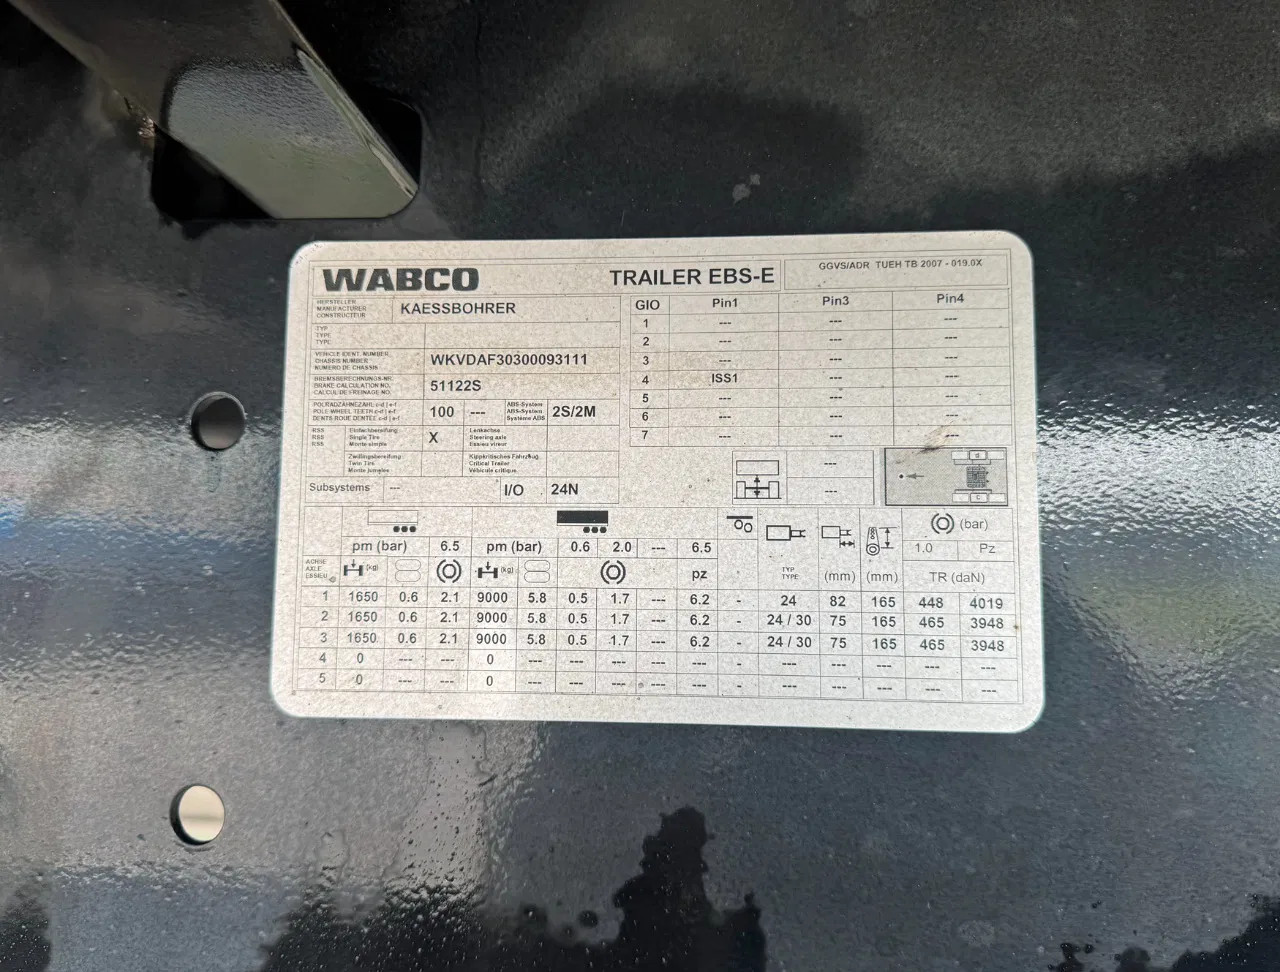 WABCO TRAILER EBS-E GGVS/ADR TUEH TB 2007 - 019.0X
HERSTELLER
MANUFACTURER
CONSTRUCTEUR
KAESSBOHRER
TYP
TYPE
TYPE
VEHICLE IDENT. NUMBER
CHASSIS NUMBER
NUMERO DE CHASSIS
WKVDAF30300093111
BREMSBERECHNUNGS-NR.
BRAKE CALCULATION NO.
CALCUL DE FREINAGE NO.
51122S
POLRADZAHNEZAHL c-d | e-f
POLE WHEEL TEETH c-d | e-f
DENTS ROUE DENTEE c-d | e-f
100 ---
ABS-System
ABS-System
Système ABS
2S/2M
RSS
RSS
RSS
Einfachbereifung
Single Tire
Monte simple
X
Lenkachse
Steering axle
Essieu vireur
Zwillingsbereifung
Twin Tire
Monte jumelée
Kippkritisches Fahrzeug
Critical Trailer
Véhicule critique
Subsystems --- I/O 24N
GIO Pin1 Pin3 Pin4
1 --- --- ---
2 --- --- ---
3 --- --- ---
4 ISS1 --- ---
5 --- --- ---
6 --- --- ---
7 --- --- ---
---
---
d
c
pm (bar) 6.5 pm (bar) 0.6 2.0 --- 6.5
(bar)
1.0 Pz
ACHSE
AXLE
ESSIEU
(kg) (kg) pz
TYP
TYPE
(mm) (mm) TR (daN)
1 1650 0.6 2.1 9000 5.8 0.5 1.7 --- 6.2 - 24 82 165 448 4019
2 1650 0.6 2.1 9000 5.8 0.5 1.7 --- 6.2 - 24 / 30 75 165 465 3948
3 1650 0.6 2.1 9000 5.8 0.5 1.7 --- 6.2 - 24 / 30 75 165 465 3948
4 0 --- --- 0 --- --- --- --- --- - --- --- --- --- ---
5 0 --- --- 0 --- --- --- --- --- - --- --- --- --- ---